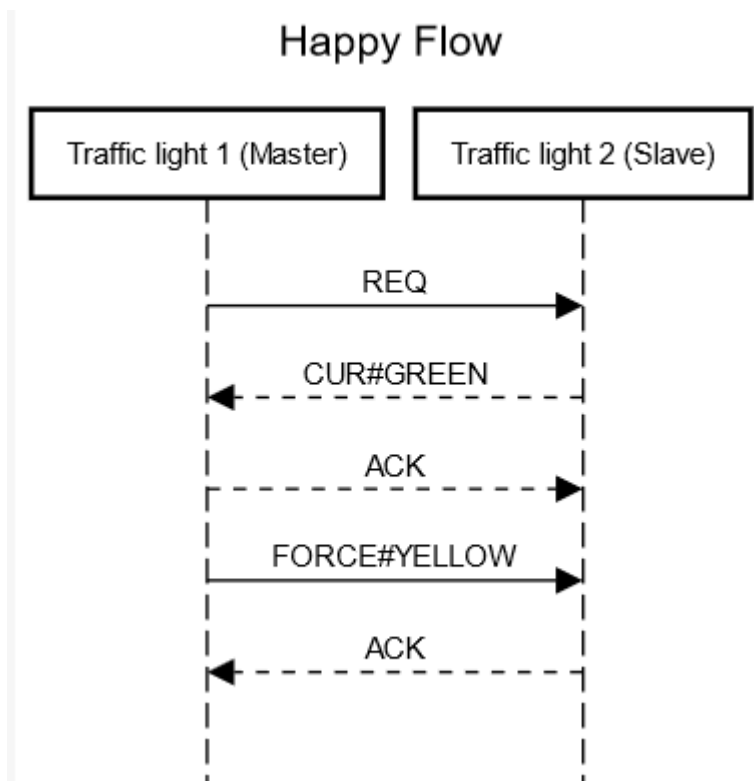 Happy Flow
Traffic light 1 (Master)
Traffic light 2 (Slave)
REQ
CUR#GREEN
ACK
FORCE#YELLOW
ACK